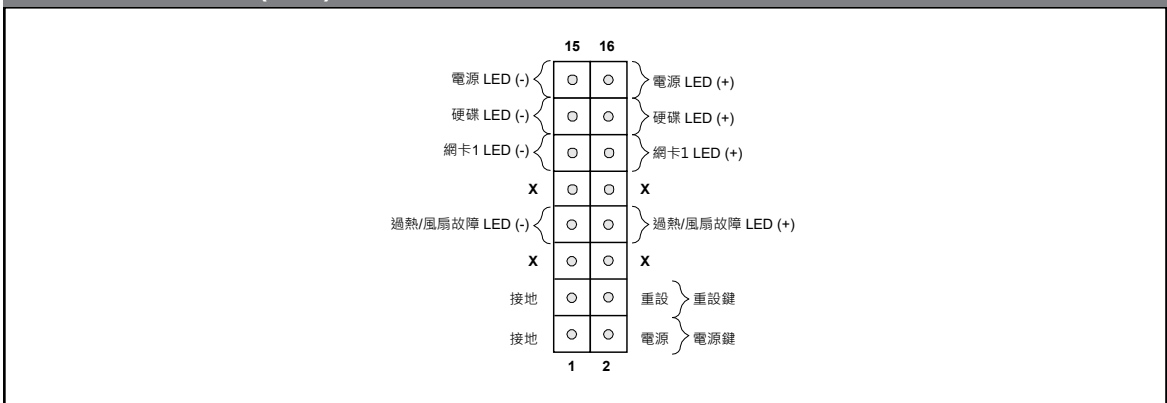 15 16
電源 LED (-) 電源 LED (+)
硬碟 LED (-) 硬碟 LED (+)
網卡1 LED (-) 網卡1 LED (+)
X X
過熱/風扇故障 LED (-) 過熱/風扇故障 LED (+)
X X
接地 重設 重設鍵
接地 電源 電源鍵
1 2